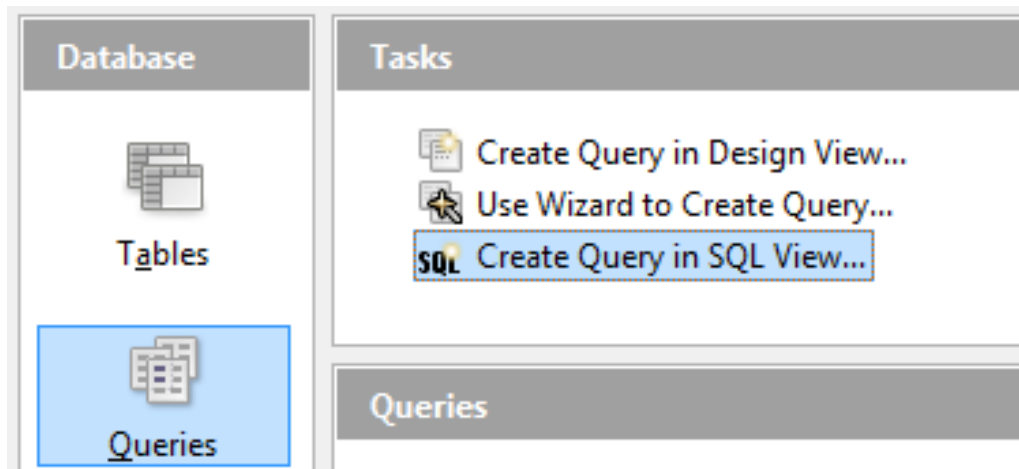 Database
Tables
Queries
Tasks
Create Query in Design View...
Use Wizard to Create Query...
SQL Create Query in SQL View...
Queries